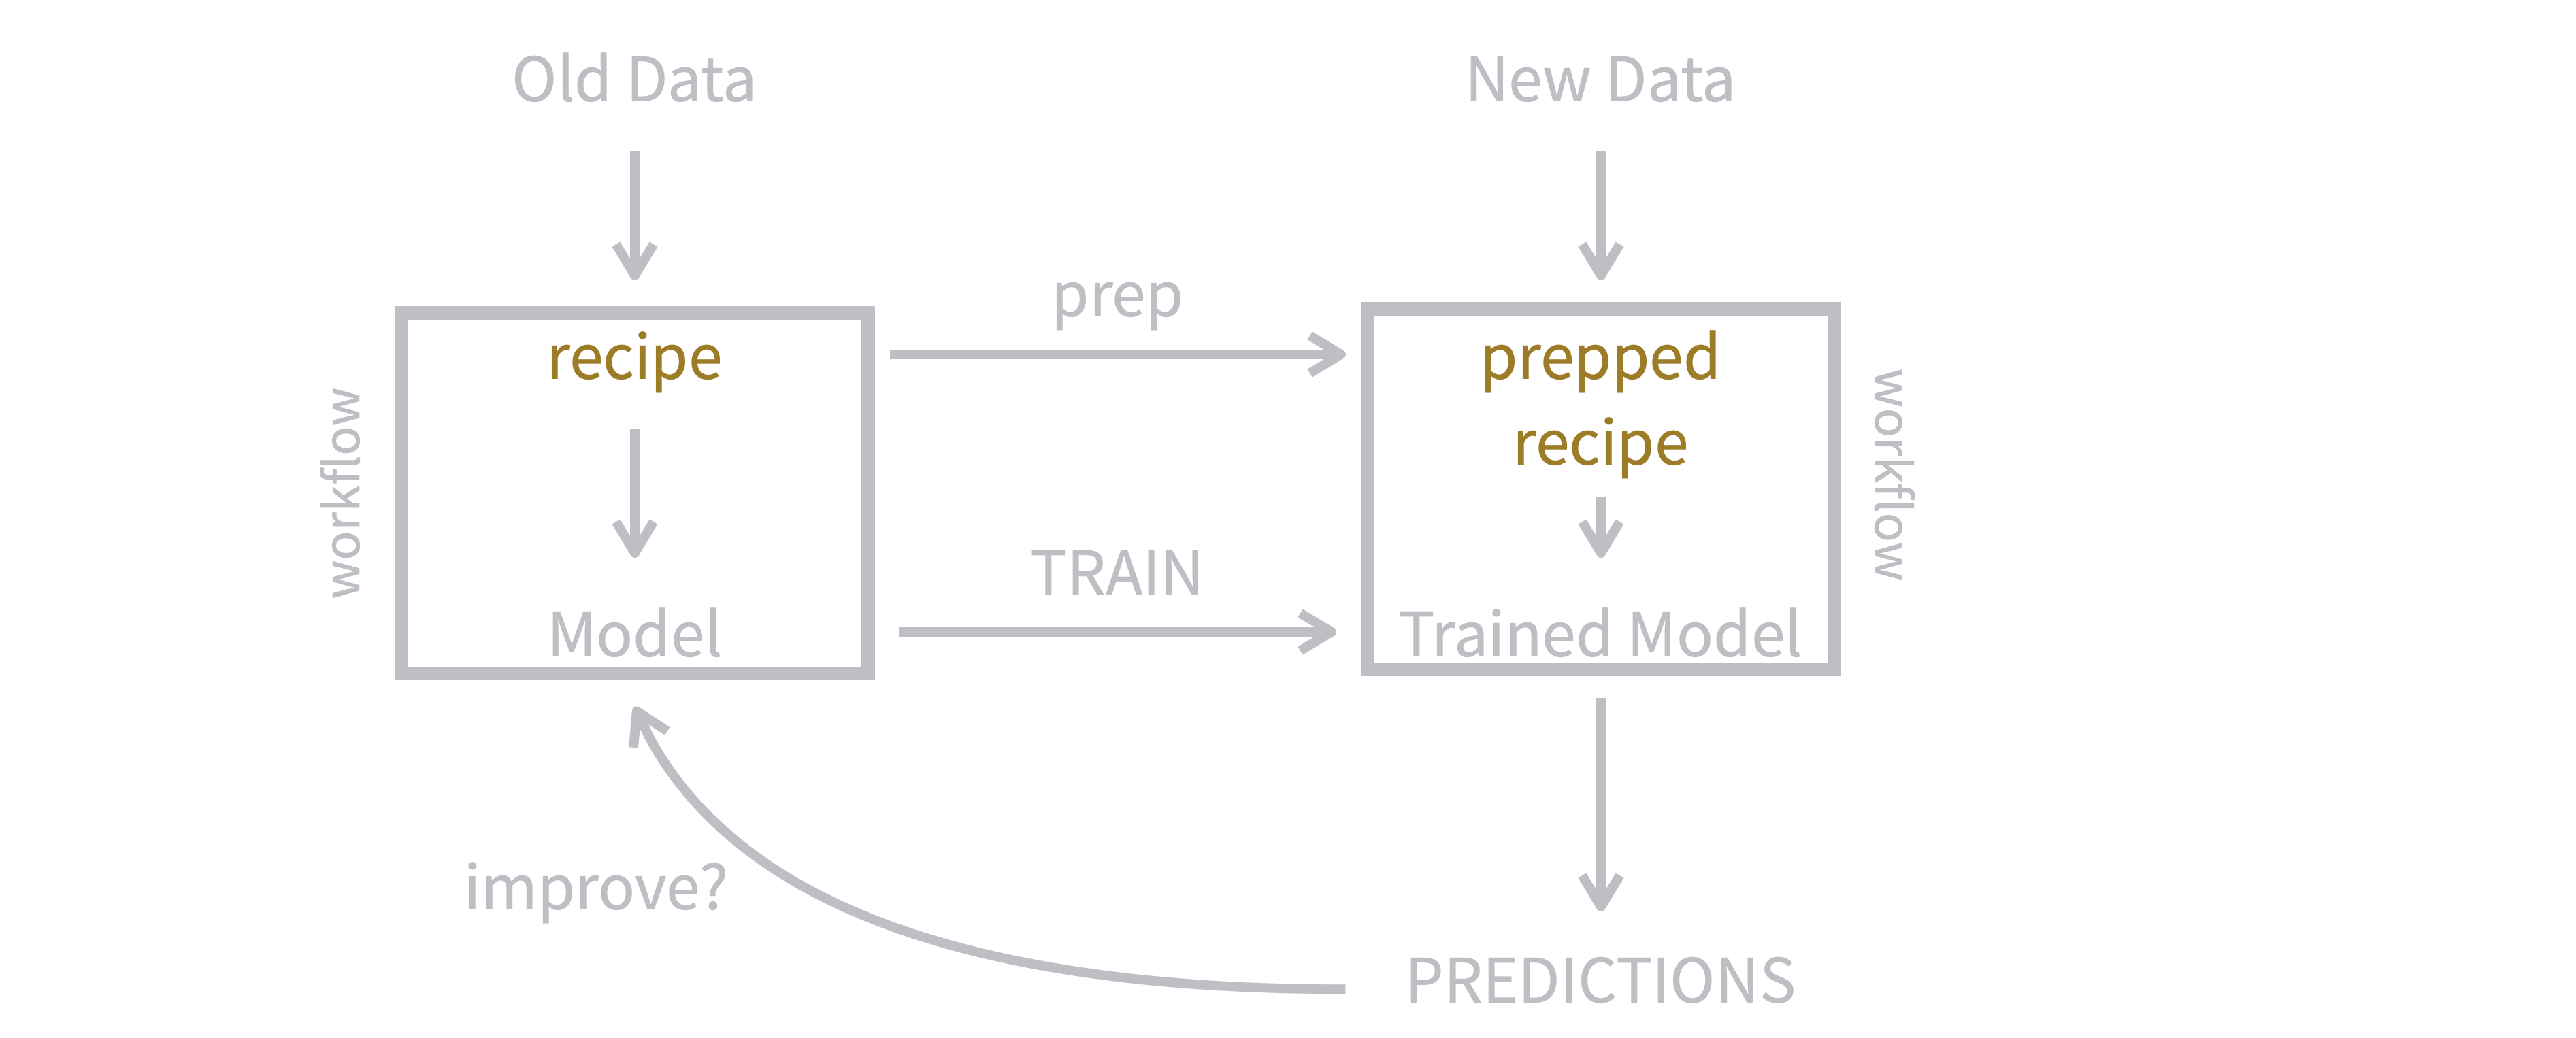 Old Data
New Data
prep
recipe
prepped
recipe
workflow
workflow
TRAIN
Model
Trained Model
improve?
PREDICTIONS